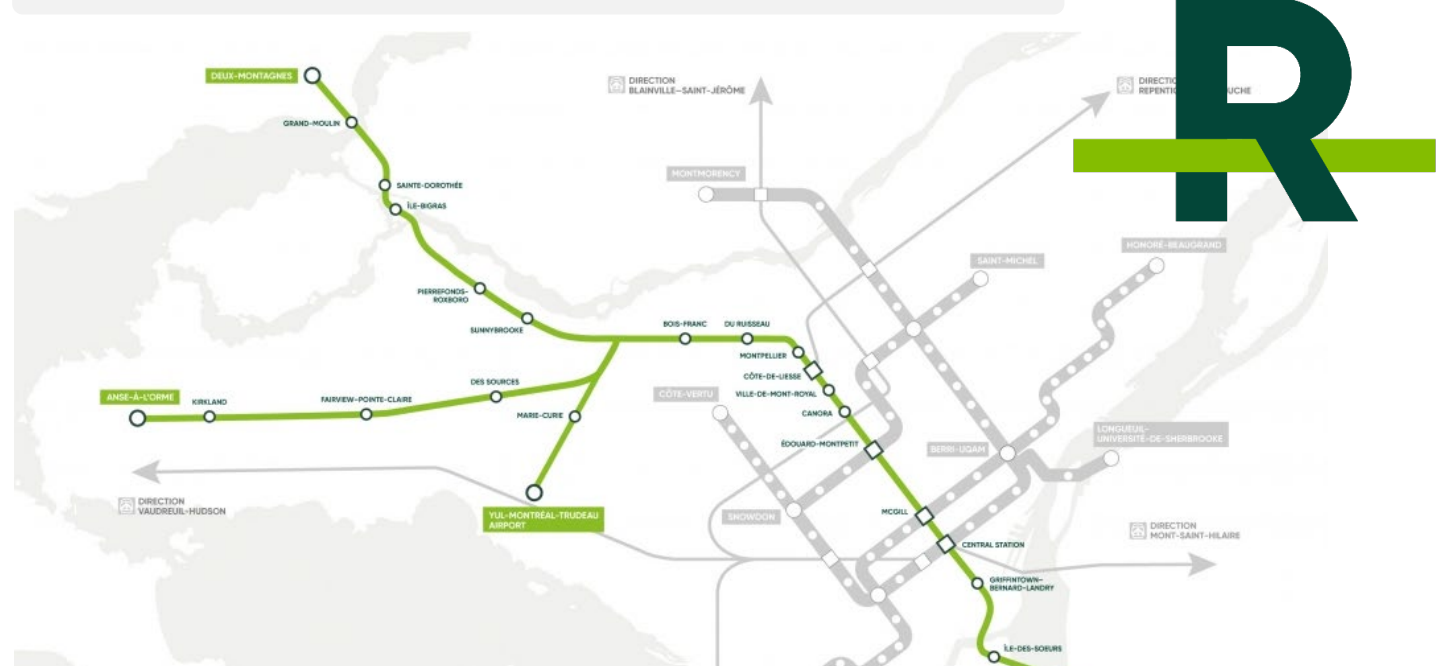 R
DEUX-MONTAGNES
GRAND-MOULIN
SAINTE-DOROTHÉE
ÎLE-BIGRAS
PIERREFONDS-
ROXBORO
SUNNYBROOKE
BOIS-FRANC
DU RUISSEAU
MONTPELLIER
CÔTE-DE-LIESSE
VILLE-DE-MONT-ROYAL
CANORA
ÉDOUARD-MONTPETIT
MCGILL
CENTRAL STATION
GRIFFINTOWN–
BERNARD-LANDRY
ÎLE-DES-SOEURS
ANSE-À-L'ORME
KIRKLAND
FAIRVIEW-POINTE-CLAIRE
DES SOURCES
MARIE-CURIE
YUL-MONTRÉAL-TRUDEAU
AIRPORT
DIRECTION
BLAINVILLE–SAINT-JÉRÔME
MONTMORENCY
SAINT-MICHEL
HONORÉ-BEAUGRAND
CÔTE-VERTU
BERRI-UQAM
LONGUEUIL–
UNIVERSITÉ-DE-SHERBROOKE
SNOWDON
DIRECTION
VAUDREUIL-HUDSON
DIRECTION
MONT-SAINT-HILAIRE